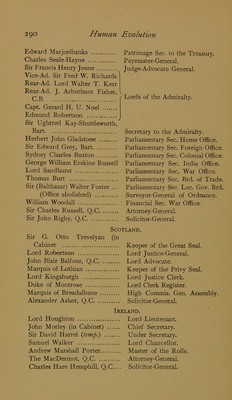 290 Human Evolution
Edward Marjoribanks ............ Patronage Sec. to the Treasury.
Charles Seale-Hayne ............ Paymaster-General.
Sir Francis Henry Jeune ......... Judge-Advocate General.
Vice-Ad. Sir Fred W. Richards
Rear-Ad. Lord Walter T. Kerr
Rear-Ad. J. Arbuthnot Fisher,
C.B. ........................ Lords of the Admiralty.
Capt. Gerard H. U. Noel .......
Edmund Robertson ...............
Sir Ughtred Kay-Shuttleworth,
Bart. ........................ Secretary to the Admiralty.
Herbert John Gladstone ......... Parliamentary Sec. Home Office.
Sir Edward Grey, Bart. .......... Parliamentary Sec. Foreign Office.
Sydney Charles Buxton ......... Parliamentary Sec. Colonial Office.
George William Erskine Russell Parliamentary Sec. India Office.
Lord Sandhurst .................. Parliamentary Sec. War Office.
Thomas Burt ..................... Parliamentary Sec. Brd. of Trade.
Sir (Balthazar) Walter Foster ... Parliamentary Sec. Loc. Gov. Brd.
(Office abolished) ............ Surveyor-General of Ordnance.
William Woodall ................. Financial Sec. War Office.
Sir Charles Russell, Q.C. ........ Attorney-General.
Sir John Rigby, Q.C. ............ Solicitor-General.
SCOTLAND.
Sir G. Otto Trevelyan (in
Cabinet ..................... Keeper of the Great Seal.
Lord Robertson .................. Lord Justice-General.
John Blair Balfour, Q.C. ....... Lord Advocate.
Marquis of Lothian ............... Keeper of the Privy Seal.
Lord Kingsburgh ................. Lord Justice Clerk.
Duke of Montrose ................ Lord Clerk Register.
Marquis of Breadalbane ......... High Commis. Gen. Assembly.
Alexander Asher, Q.C. .......... Solicitor-General.
IRELAND.
Lord Houghton .................. Lord Lieutenant.
John Morley (in Cabinet) ...... Chief Secretary.
Sir David Harrel (temp.) ....... Under Secretary.
Samuel Walker .................. Lord Chancellor.
Andrew Marshal Porter......... Master of the Rolls.
The MacDermot, Q.C. ......... Attorney-General.
Charles Hare Hemphill, Q.C.... Solicitor-General.